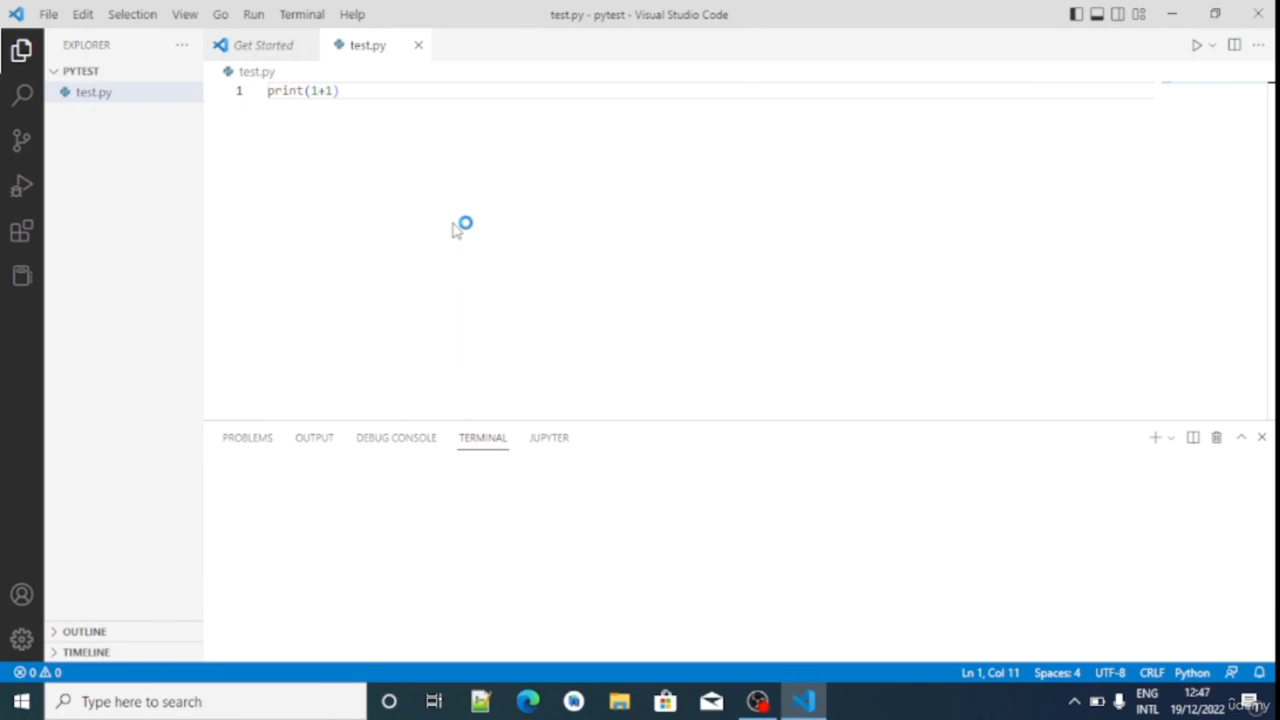 File Edit Selection View Go Run Terminal Help test.py - pytest - Visual Studio Code
EXPLORER Get Started test.py
PYTEST test.py
test.py 1 print(1+1)
PROBLEMS OUTPUT DEBUG CONSOLE TERMINAL JUPYTER
OUTLINE
TIMELINE
0 0 Ln 1, Col 11 Spaces: 4 UTF-8 CRLF Python
Type here to search ENG 12:47
INTL 19/12/2022 udemy